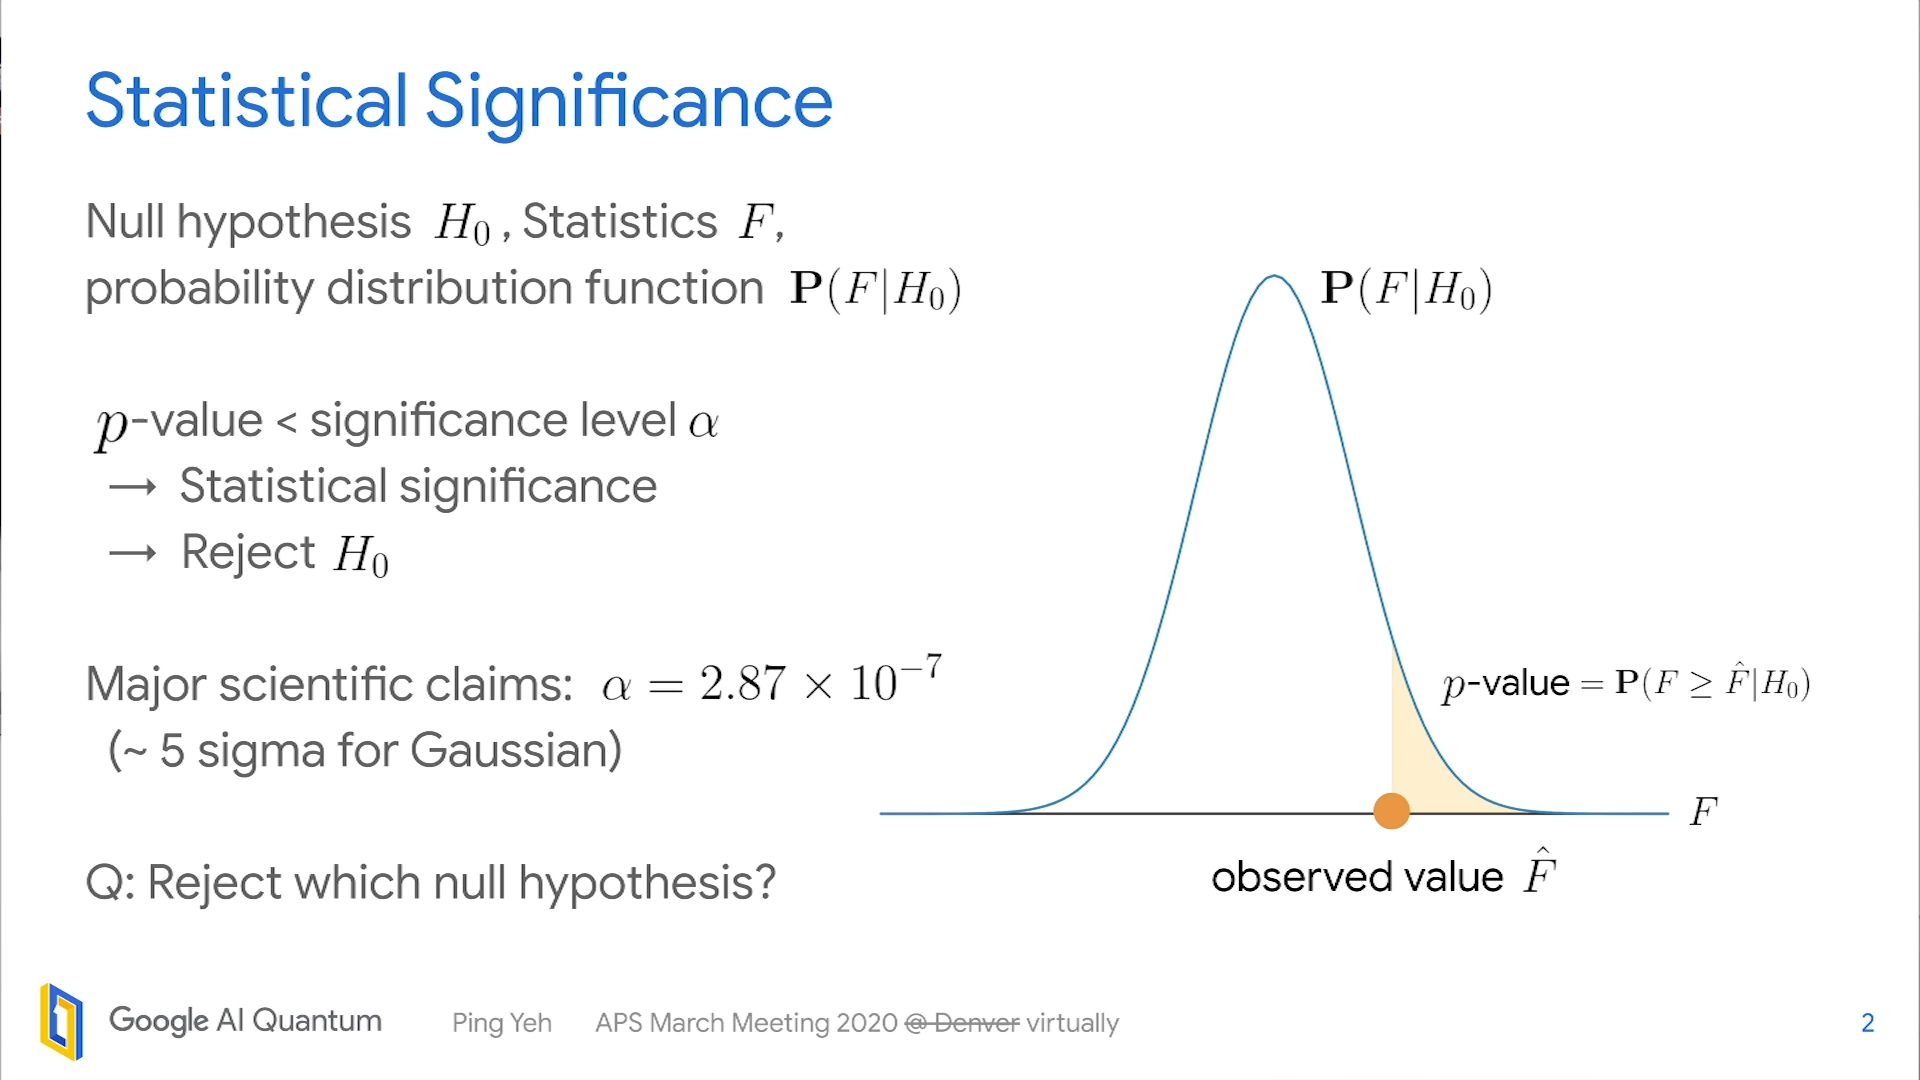 Statistical Significance
Null hypothesis H₀ , Statistics F,
probability distribution function P(F|H₀)
p-value < significance level α
→ Statistical significance
→ Reject H₀
Major scientific claims: α = 2.87 × 10⁻⁷
(~ 5 sigma for Gaussian)
Q: Reject which null hypothesis?
P(F|H₀)
p-value = P(F ≥ F̂|H₀)
F
observed value F̂
Google AI Quantum
Ping Yeh
APS March Meeting 2020 @ Denver virtually
2